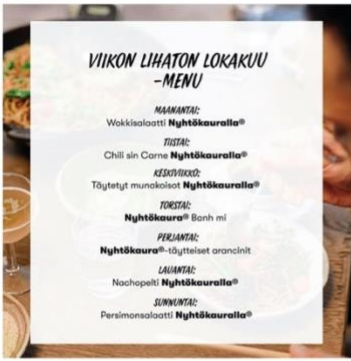 VIIKON LIHATON LOKAKUU
-MENU
MAANANTAI:
Wokkisalaatti Nyhtökauralla®
TIISTAI:
Chili sin Carne Nyhtökauralla®
KESKIVIIKKO:
Täytetyt munakoisot Nyhtökauralla®
TORSTAI:
Nyhtökaura® Banh mi
PERJANTAI:
Nyhtökaura®-täytteiset arancinit
LAUANTAI:
Nachopelti Nyhtökauralla®
SUNNUNTAI:
Persimonsalaatti Nyhtökauralla®